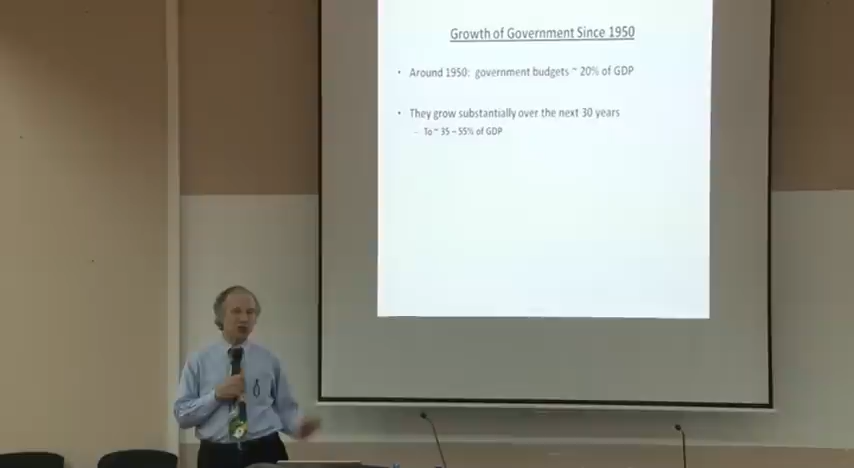 Growth of Government Since 1950
• Around 1950: government budgets ~ 20% of GDP
• They grow substantially over the next 30 years
– To ~ 35 – 55% of GDP